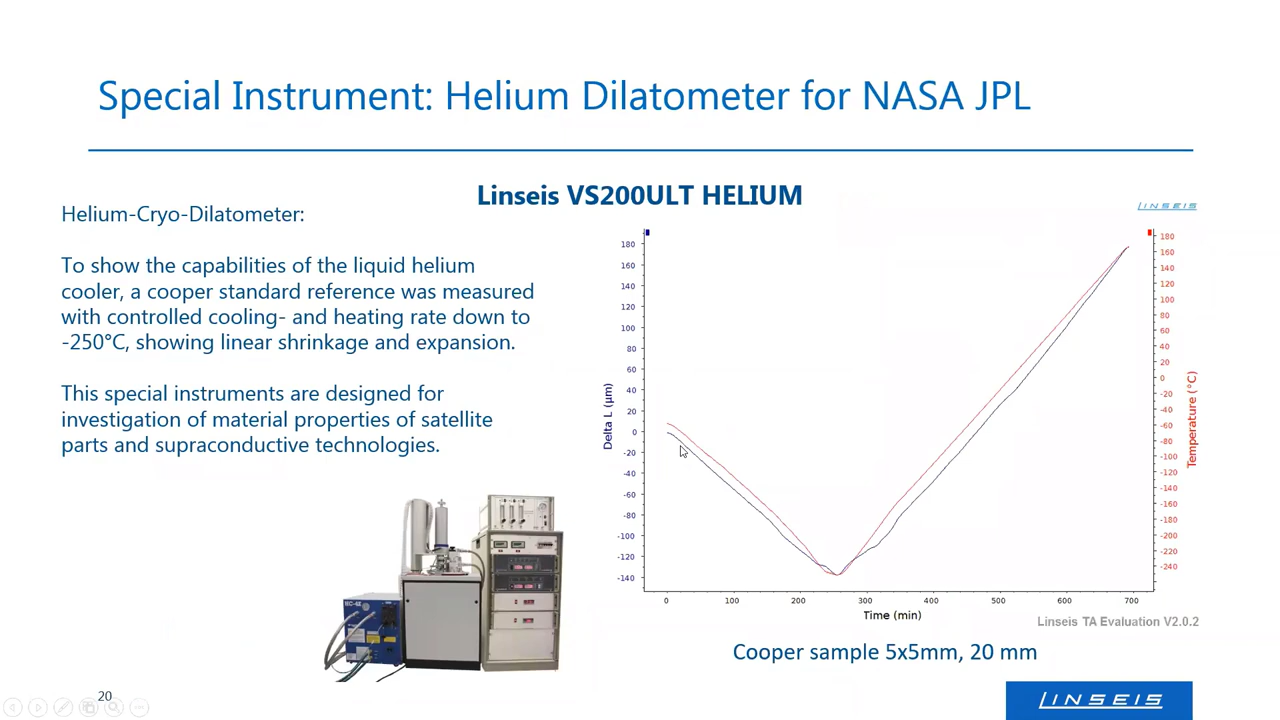 Special Instrument: Helium Dilatometer for NASA JPL
Linseis VS200ULT HELIUM
Helium-Cryo-Dilatometer:
To show the capabilities of the liquid helium
cooler, a cooper standard reference was measured
with controlled cooling- and heating rate down to
-250°C, showing linear shrinkage and expansion.
This special instruments are designed for
investigation of material properties of satellite
parts and supraconductive technologies.
LINSEIS
Delta L (µm)
180
160
140
120
100
80
60
40
20
0
-20
-40
-60
-80
-100
-120
-140
180
160
140
120
100
80
60
40
20
0
-20
-40
-60
-80
-100
-120
-140
-160
-180
-200
-220
-240
Temperature (°C)
0 100 200 300 400 500 600 700
Time (min)
Linseis TA Evaluation V2.0.2
Cooper sample 5x5mm, 20 mm
HC-4E
20
LINSEIS